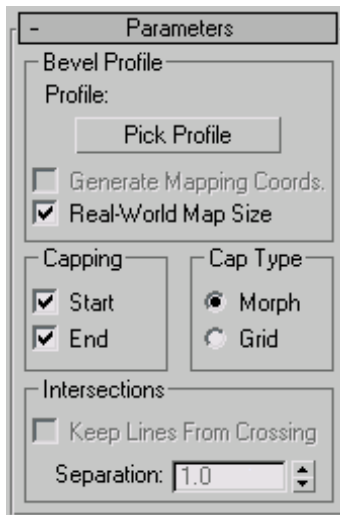 - Parameters
Bevel Profile
Profile:
Pick Profile
Generate Mapping Coords.
Real-World Map Size
Capping
Start
End
Cap Type
Morph
Grid
Intersections
Keep Lines From Crossing
Separation: 1.0